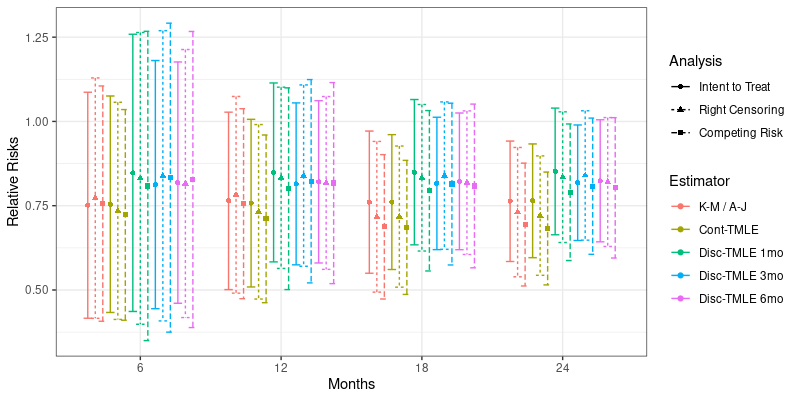 Relative Risks
1.25
1.00
0.75
0.50
6
12
18
24
Months
Analysis
Intent to Treat
Right Censoring
Competing Risk
Estimator
K-M / A-J
Cont-TMLE
Disc-TMLE 1mo
Disc-TMLE 3mo
Disc-TMLE 6mo